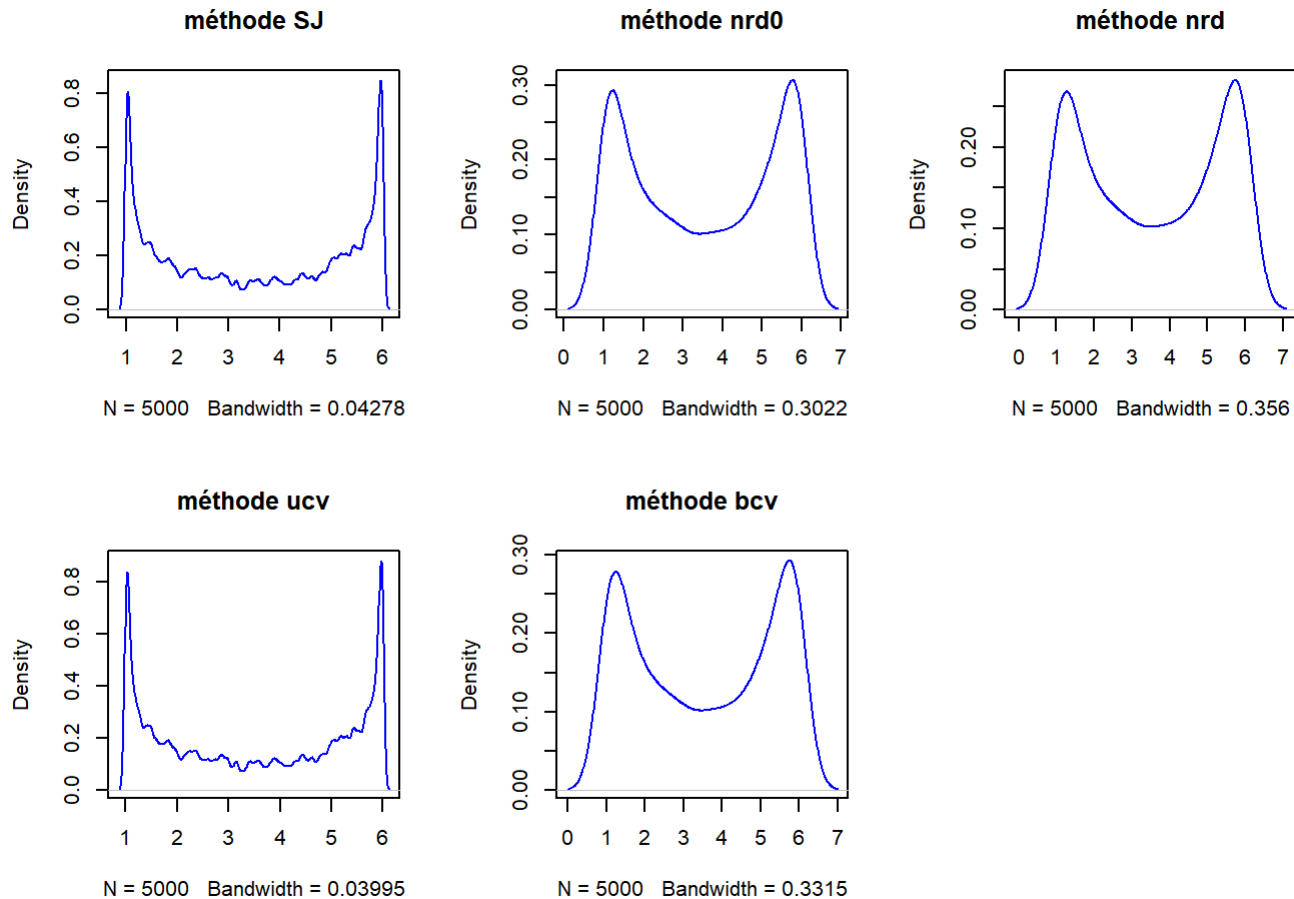 méthode SJ
Density
0.0 0.2 0.4 0.6 0.8
1 2 3 4 5 6
N = 5000 Bandwidth = 0.04278
méthode nrd0
Density
0.00 0.10 0.20 0.30
0 1 2 3 4 5 6 7
N = 5000 Bandwidth = 0.3022
méthode nrd
Density
0.00 0.10 0.20
0 1 2 3 4 5 6 7
N = 5000 Bandwidth = 0.356
méthode ucv
Density
0.0 0.2 0.4 0.6 0.8
1 2 3 4 5 6
N = 5000 Bandwidth = 0.03995
méthode bcv
Density
0.00 0.10 0.20 0.30
0 1 2 3 4 5 6 7
N = 5000 Bandwidth = 0.3315